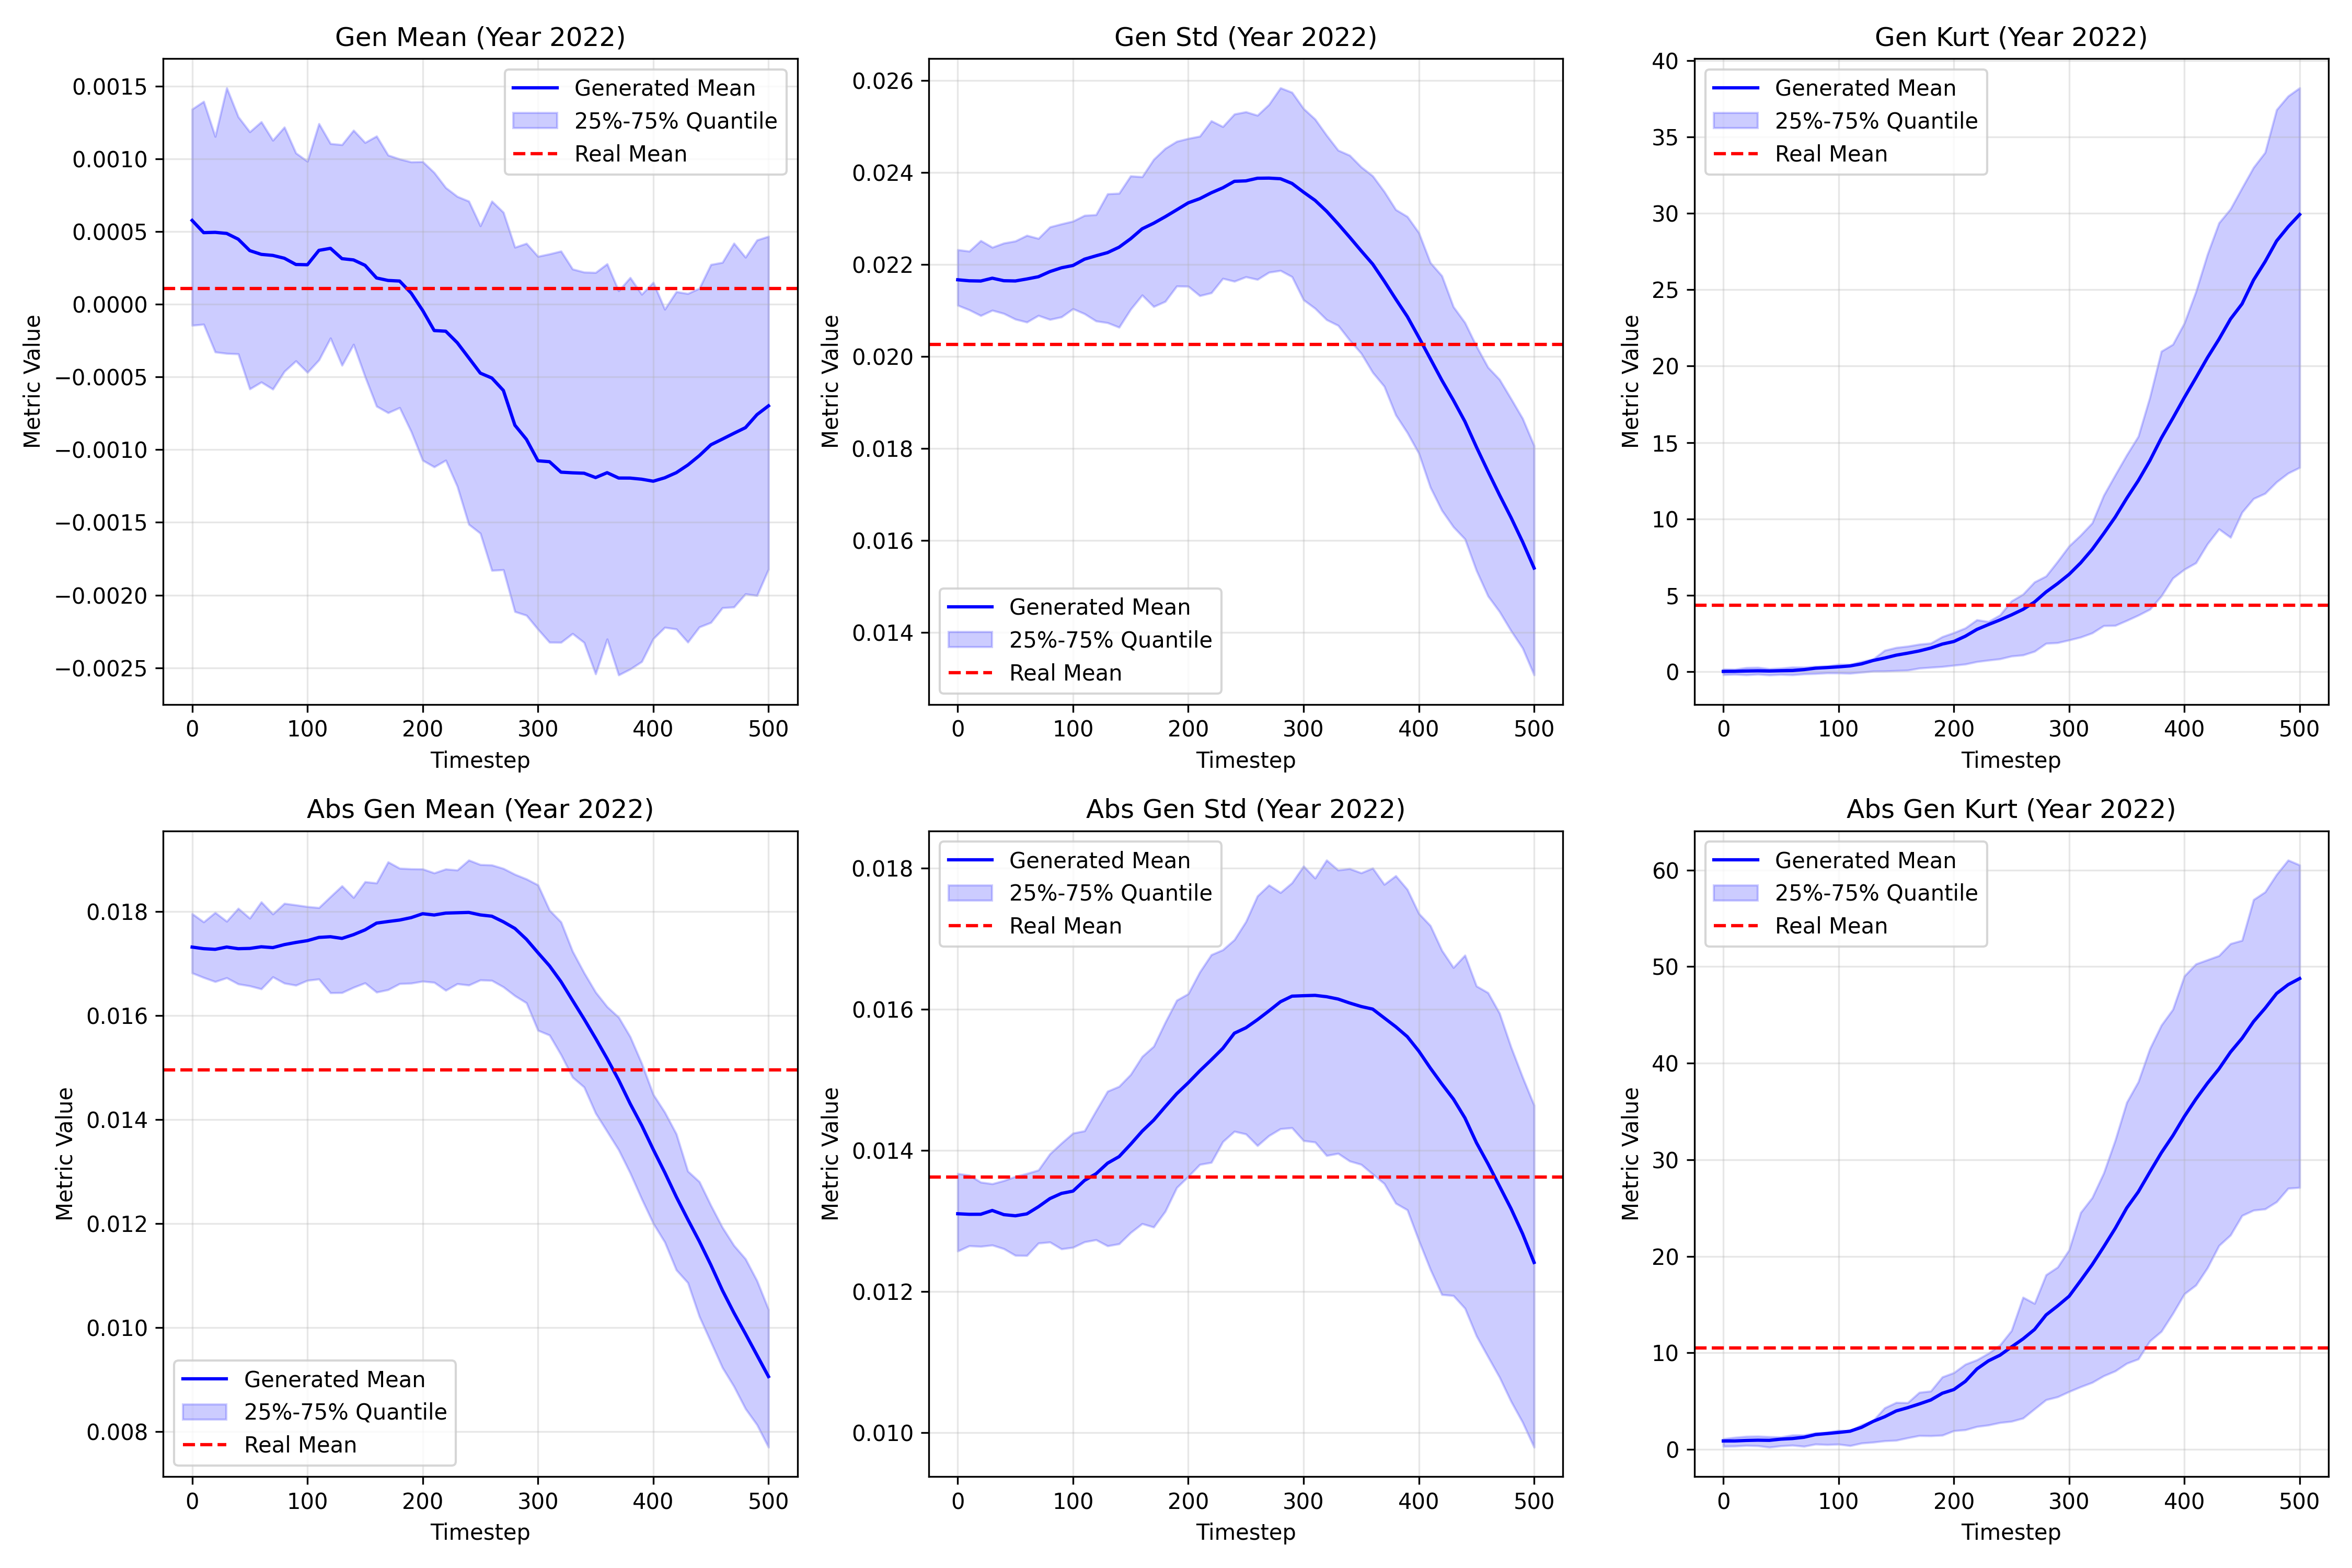 Gen Mean (Year 2022)
Metric Value
0.0015
0.0010
0.0005
0.0000
−0.0005
−0.0010
−0.0015
−0.0020
−0.0025
Generated Mean
25%-75% Quantile
Real Mean
0 100 200 300 400 500
Timestep
Gen Std (Year 2022)
Metric Value
0.026
0.024
0.022
0.020
0.018
0.016
0.014
Generated Mean
25%-75% Quantile
Real Mean
0 100 200 300 400 500
Timestep
Gen Kurt (Year 2022)
Metric Value
40
35
30
25
20
15
10
5
0
Generated Mean
25%-75% Quantile
Real Mean
0 100 200 300 400 500
Timestep
Abs Gen Mean (Year 2022)
Metric Value
0.018
0.016
0.014
0.012
0.010
0.008
Generated Mean
25%-75% Quantile
Real Mean
0 100 200 300 400 500
Timestep
Abs Gen Std (Year 2022)
Metric Value
0.018
0.016
0.014
0.012
0.010
Generated Mean
25%-75% Quantile
Real Mean
0 100 200 300 400 500
Timestep
Abs Gen Kurt (Year 2022)
Metric Value
60
50
40
30
20
10
0
Generated Mean
25%-75% Quantile
Real Mean
0 100 200 300 400 500
Timestep